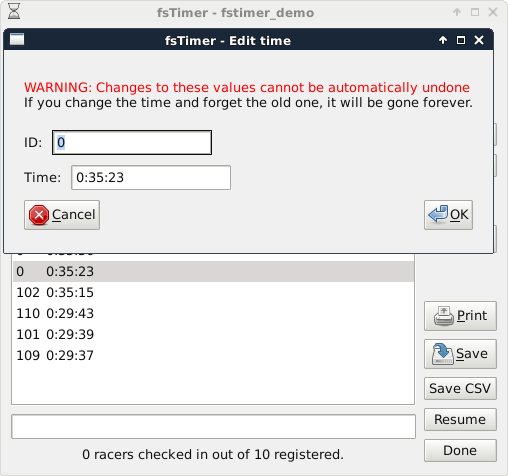 fsTimer - fstimer_demo
fsTimer - Edit time
WARNING: Changes to these values cannot be automatically undone
If you change the time and forget the old one, it will be gone forever.
ID: 0
Time: 0:35:23
Cancel
OK
0 0:35:23
102 0:35:15
110 0:29:43
101 0:29:39
109 0:29:37
Print
Save
Save CSV
Resume
Done
0 racers checked in out of 10 registered.